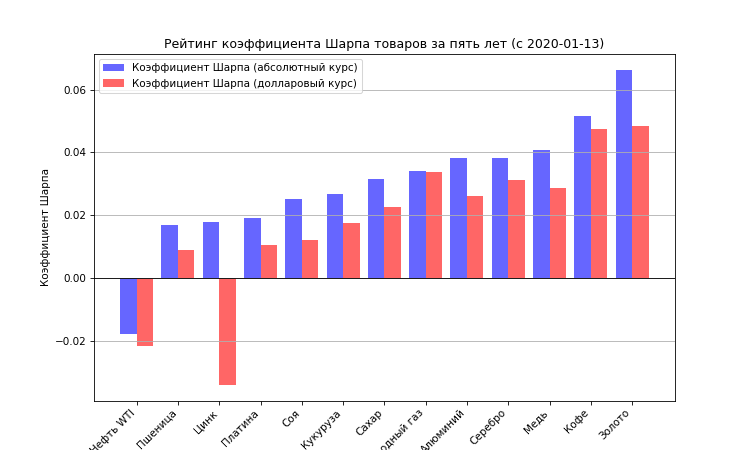 Рейтинг коэффициента Шарпа товаров за пять лет (с 2020-01-13)
Коэффициент Шарпа (абсолютный курс)
Коэффициент Шарпа (долларовый курс)
Коэффициент Шарпа
0.06
0.04
0.02
0.00
−0.02
Нефть WTI
Пшеница
Цинк
Платина
Соя
Кукуруза
Сахар
одный газ
Алюминий
Серебро
Медь
Кофе
Золото